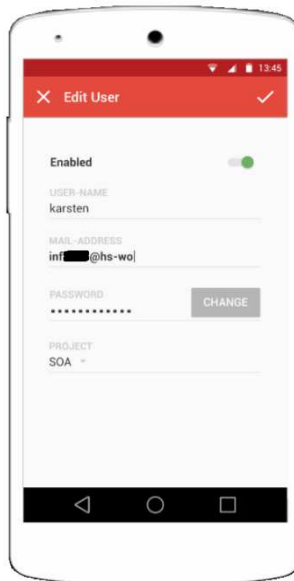 13:45
Edit User
Enabled
USER-NAME
karsten
MAIL-ADDRESS
inf @hs-wo
PASSWORD
CHANGE
PROJECT
SOA